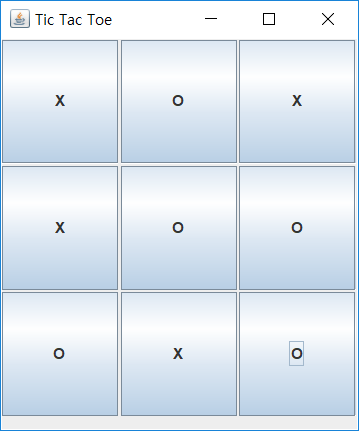 Tic Tac Toe
X O X
X O O
O X O